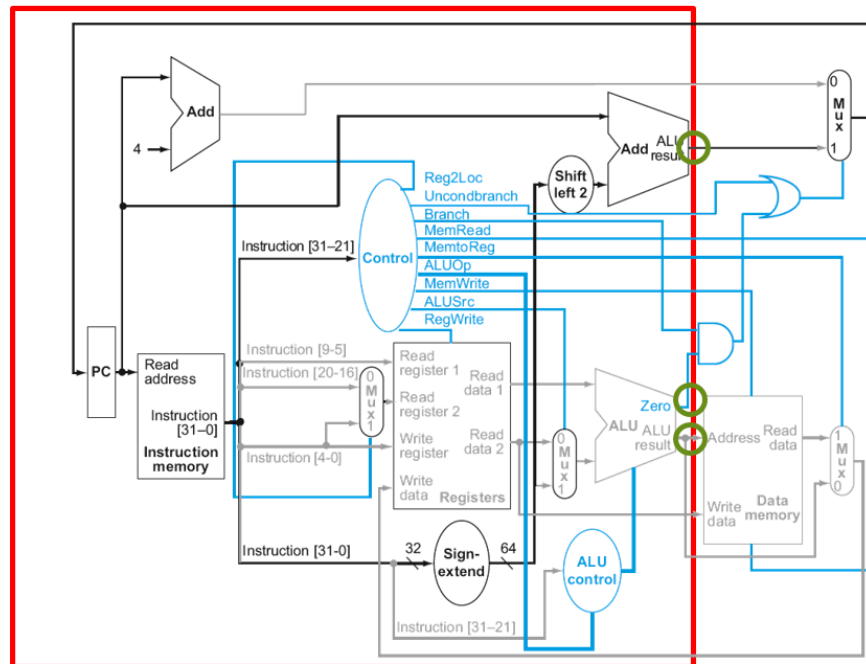 Add
4
0
M
u
x
1
Add
ALU
result
Shift
left 2
Reg2Loc
Uncondbranch
Branch
MemRead
MemtoReg
ALUOp
MemWrite
ALUSrc
RegWrite
Control
Instruction [31–21]
PC
Read
address
Instruction
[31–0]
Instruction
memory
Instruction [9-5]
Instruction [20-16]
Instruction [4-0]
0
M
u
x
1
Read
register 1
Read
register 2
Write
register
Write
data
Read
data 1
Read
data 2
Registers
0
M
u
x
1
Zero
ALU
ALU
result
Address
Read
data
Write
data
Data
memory
1
M
u
x
0
Instruction [31-0]
32
Sign-
extend
64
ALU
control
Instruction [31–21]